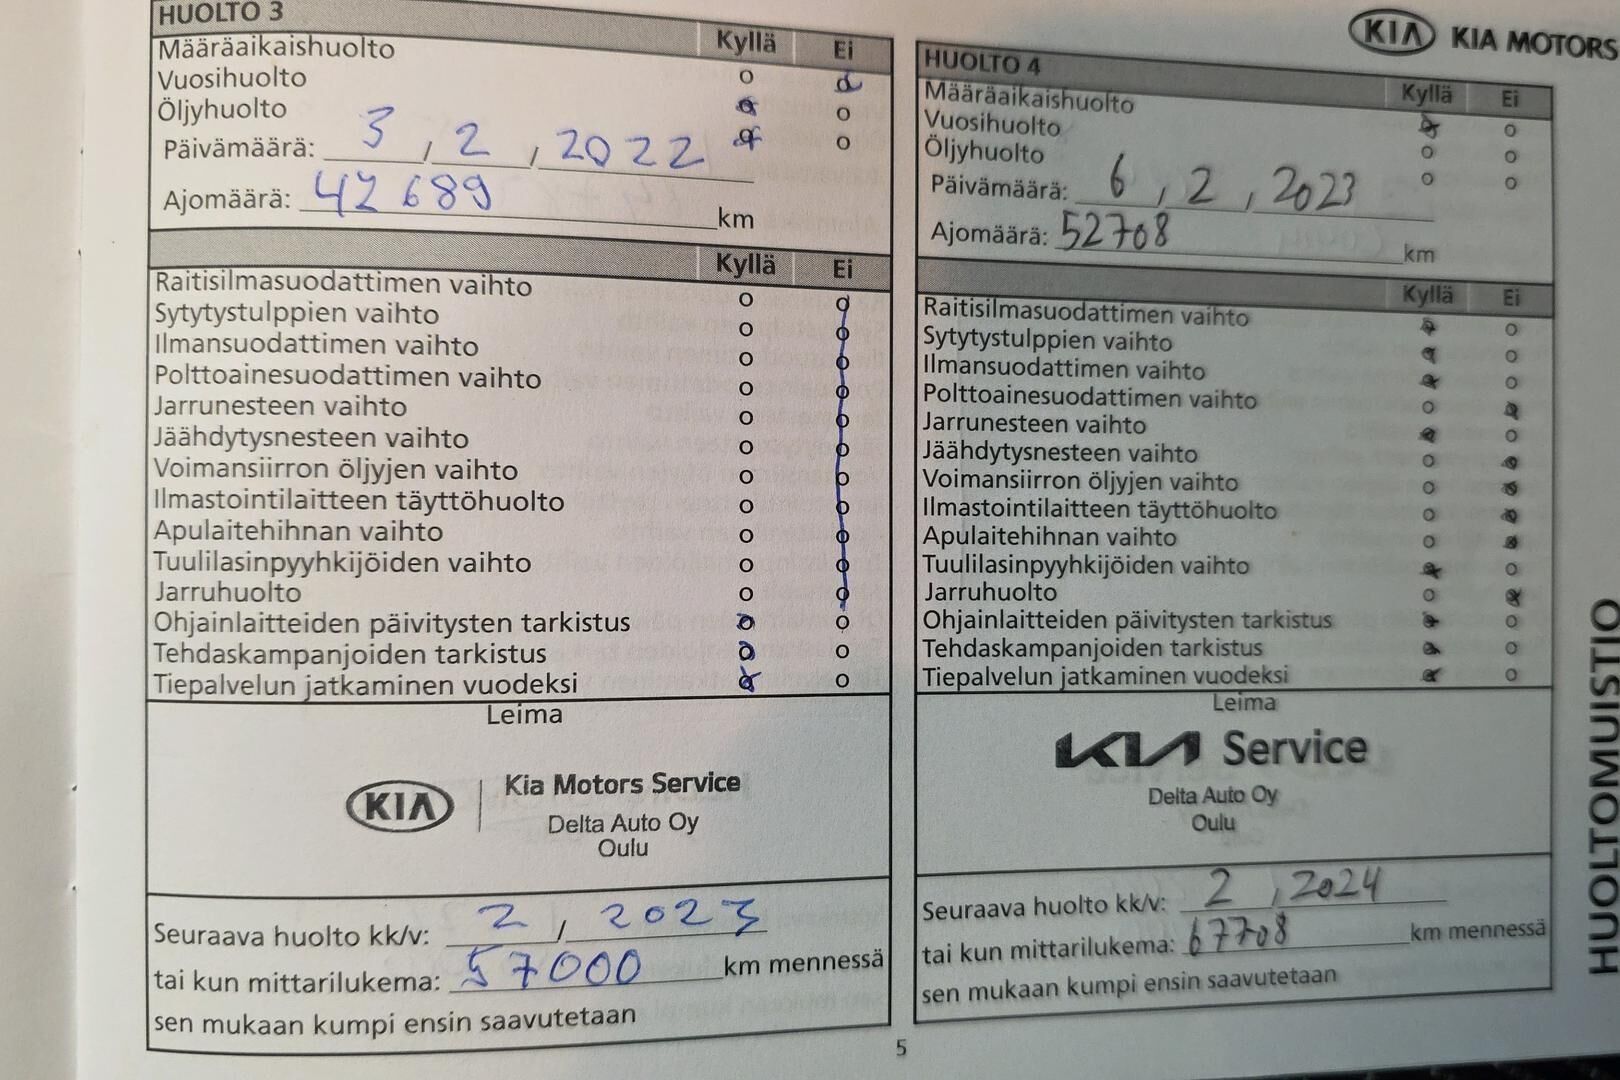 HUOLTO 3
Kyllä Ei
Määräaikaishuolto
Vuosihuolto
Öljyhuolto
Päivämäärä: 3 , 2 , 2022
Ajomäärä: 42 689 km
Kyllä Ei
Raitisilmasuodattimen vaihto
Sytytystulppien vaihto
Ilmansuodattimen vaihto
Polttoainesuodattimen vaihto
Jarrunesteen vaihto
Jäähdytysnesteen vaihto
Voimansiirron öljyjen vaihto
Ilmastointilaitteen täyttöhuolto
Apulaitehihnan vaihto
Tuulilasinpyyhkijöiden vaihto
Jarruhuolto
Ohjainlaitteiden päivitysten tarkistus
Tehdaskampanjoiden tarkistus
Tiepalvelun jatkaminen vuodeksi
Leima
KIA Kia Motors Service
Delta Auto Oy
Oulu
Seuraava huolto kk/v: 2 / 2023
tai kun mittarilukema: 57000 km mennessä
sen mukaan kumpi ensin saavutetaan
KIA KIA MOTORS
HUOLTO 4
Kyllä Ei
Määräaikaishuolto
Vuosihuolto
Öljyhuolto
Päivämäärä: 6 , 2 , 2023
Ajomäärä: 52708 km
Kyllä Ei
Raitisilmasuodattimen vaihto
Sytytystulppien vaihto
Ilmansuodattimen vaihto
Polttoainesuodattimen vaihto
Jarrunesteen vaihto
Jäähdytysnesteen vaihto
Voimansiirron öljyjen vaihto
Ilmastointilaitteen täyttöhuolto
Apulaitehihnan vaihto
Tuulilasinpyyhkijöiden vaihto
Jarruhuolto
Ohjainlaitteiden päivitysten tarkistus
Tehdaskampanjoiden tarkistus
Tiepalvelun jatkaminen vuodeksi
Leima
KIA Service
Delta Auto Oy
Oulu
Seuraava huolto kk/v: 2 , 2024
tai kun mittarilukema: 67708 km mennessä
sen mukaan kumpi ensin saavutetaan
HUOLTOMUISTIO
5